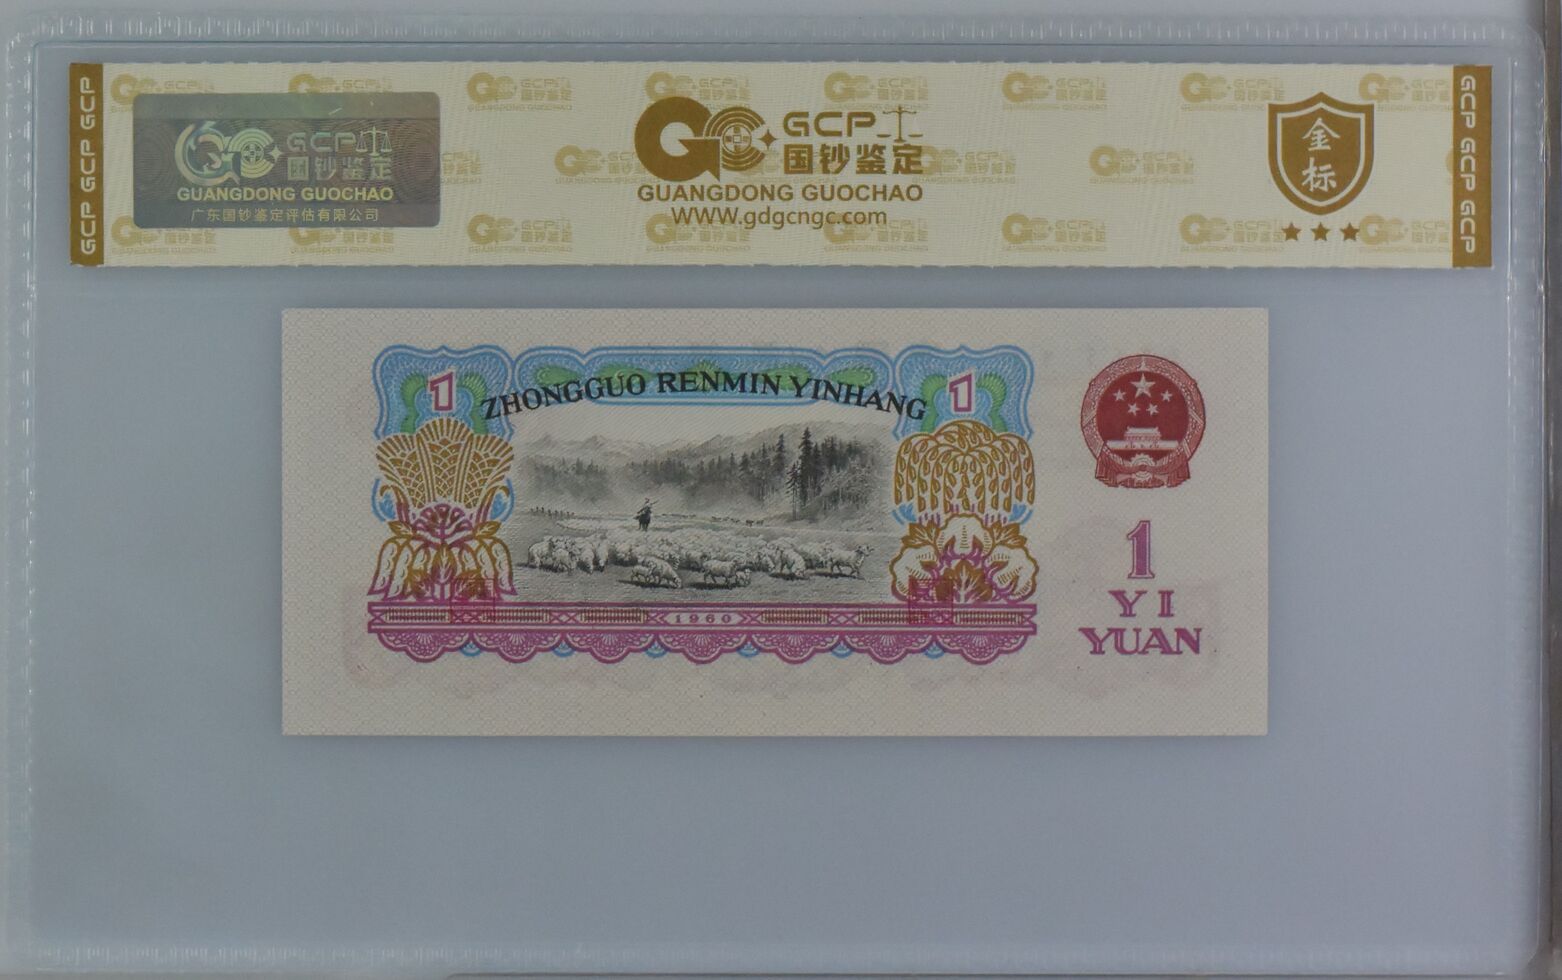 GCP GCP GCP
GCP
国钞鉴定
GUANGDONG GUOCHAO
广东国钞鉴定评估有限公司
GCP
国钞鉴定
GUANGDONG GUOCHAO
WWW.gdgcngc.com
金标
GCP GCP GCP
ZHONGGUO RENMIN YINHANG
1
1
1960
1
YI
YUAN